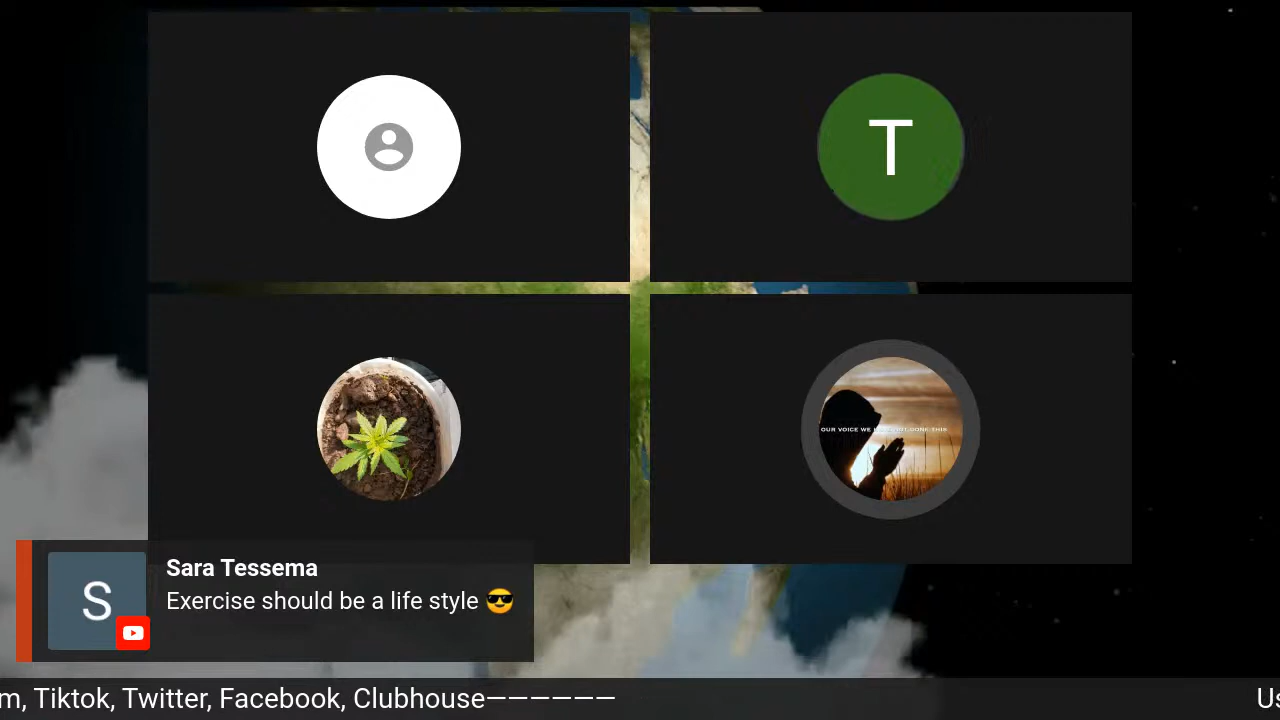 T
OUR VOICE WE
S
Sara Tessema
Exercise should be a life style 😎
m, Tiktok, Twitter, Facebook, Clubhouse—————— Us